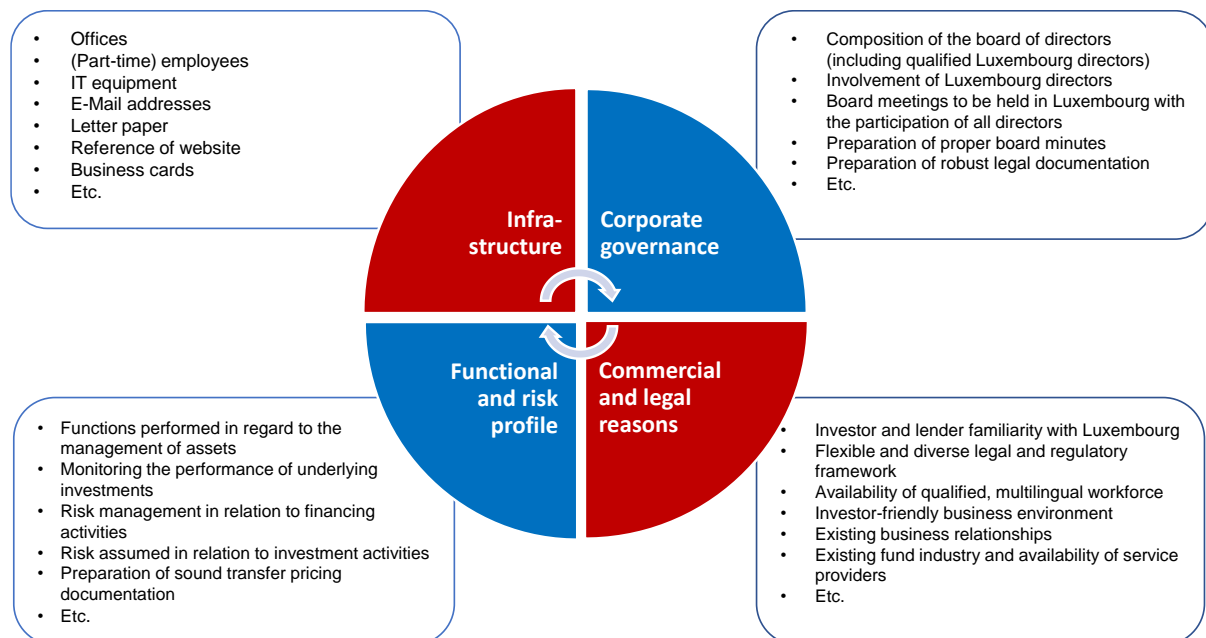 • Offices
• (Part-time) employees
• IT equipment
• E-Mail addresses
• Letter paper
• Reference of website
• Business cards
• Etc.
• Composition of the board of directors
(including qualified Luxembourg directors)
• Involvement of Luxembourg directors
• Board meetings to be held in Luxembourg with
the participation of all directors
• Preparation of proper board minutes
• Preparation of robust legal documentation
• Etc.
Infra-
structure
Corporate
governance
Functional
and risk
profile
Commercial
and legal
reasons
• Functions performed in regard to the
management of assets
• Monitoring the performance of underlying
investments
• Risk management in relation to financing
activities
• Risk assumed in relation to investment activities
• Preparation of sound transfer pricing
documentation
• Etc.
• Investor and lender familiarity with Luxembourg
• Flexible and diverse legal and regulatory
framework
• Availability of qualified, multilingual workforce
• Investor-friendly business environment
• Existing business relationships
• Existing fund industry and availability of service
providers
• Etc.